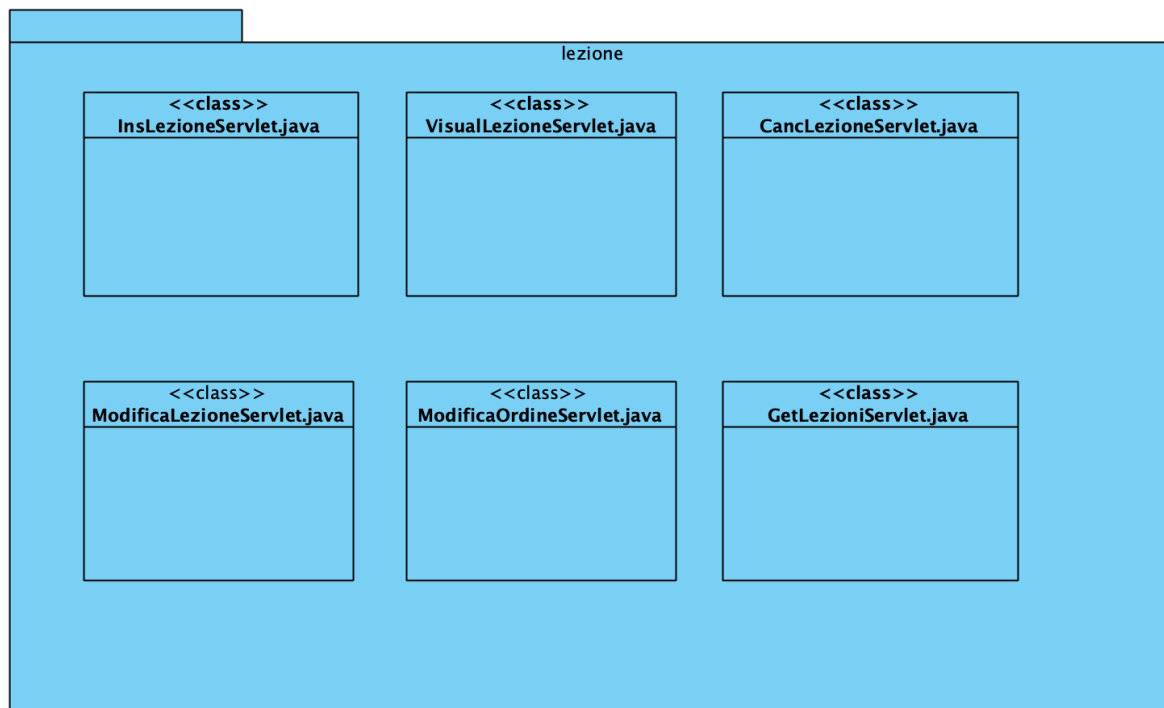 lezione
<<class>>
InsLezioneServlet.java
<<class>>
VisualLezioneServlet.java
<<class>>
CancLezioneServlet.java
<<class>>
ModificaLezioneServlet.java
<<class>>
ModificaOrdineServlet.java
<<class>>
GetLezioniServlet.java